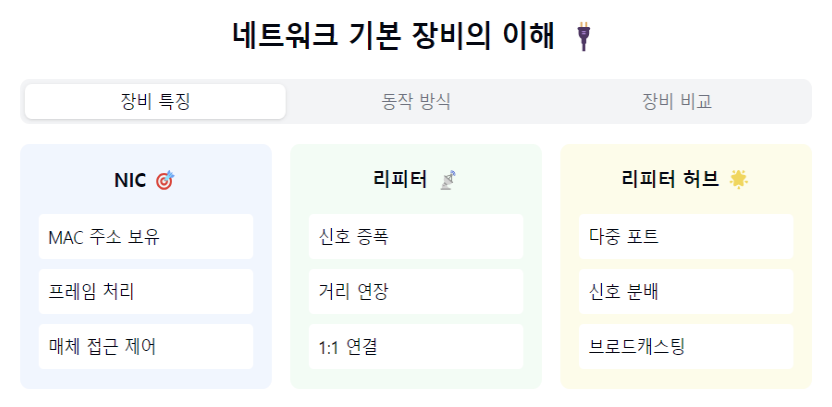 네트워크 기본 장비의 이해
장비 특징
동작 방식
장비 비교
NIC
MAC 주소 보유
프레임 처리
매체 접근 제어
리피터
신호 증폭
거리 연장
1:1 연결
리피터 허브
다중 포트
신호 분배
브로드캐스팅